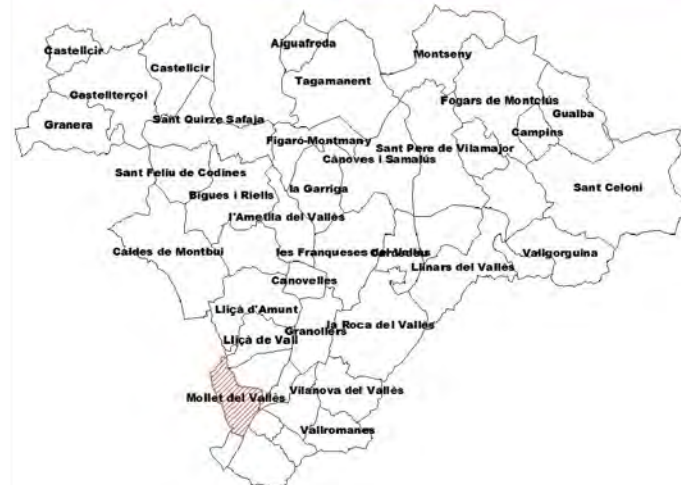 Aiguafreda
Castellcir
Montseny
Castellcir
Tagamanent
Castellterçol
Fogars de Montclús
Gualba
Granera
Sant Quirze Safaja
Campins
Figaró-Montmany
Sant Pere de Vilamajor
Cànoves i Samalús
Sant Feliu de Codines
la Garriga
Sant Celoni
Bigues i Riells
l'Ametlla del Vallès
Caldes de Montbui
les Franqueses del Vallès
Vallgorguina
Llinars del Vallès
Canovelles
Lliçà d'Amunt
la Roca del Vallès
Granollers
Lliçà de Vall
Vilanova del Vallès
Mollet del Vallès
Vallromanes